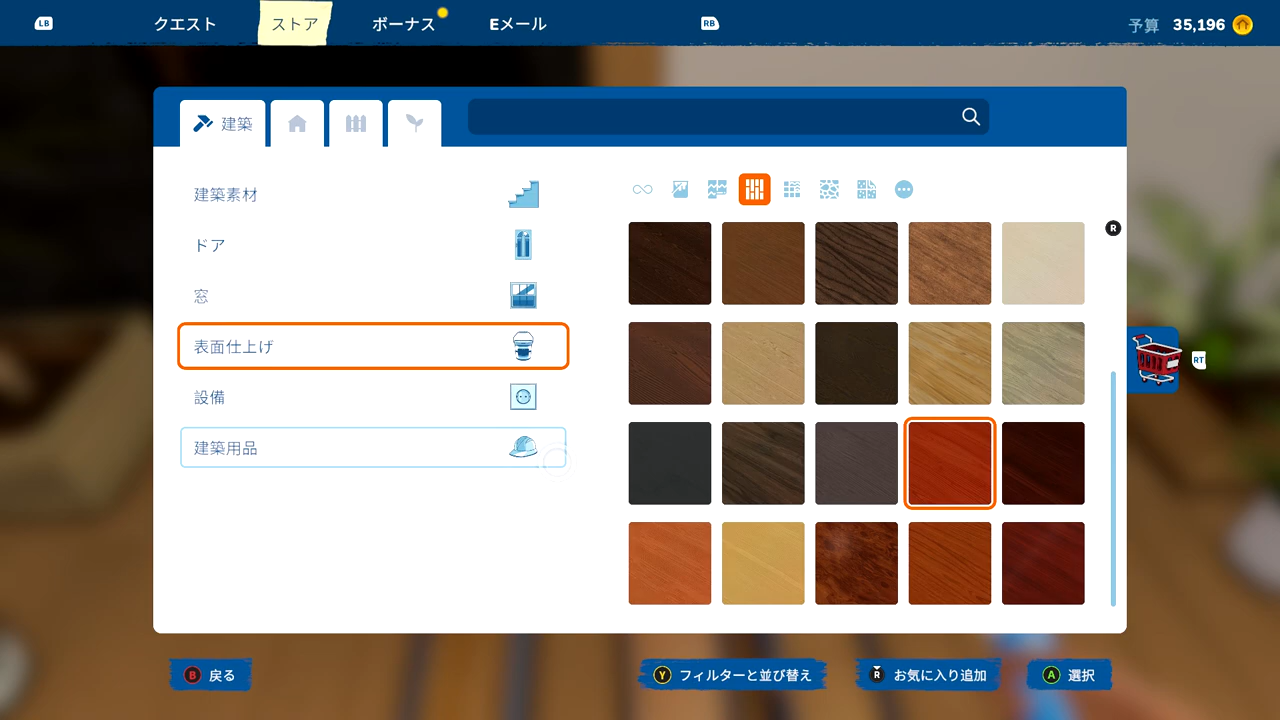 LB クエスト ストア ボーナス Eメール RB 予算 35,196
建築
建築素材
ドア
窓
表面仕上げ
設備
建築用品
R
RT
B 戻る
Y フィルターと並び替え
R お気に入り追加
A 選択